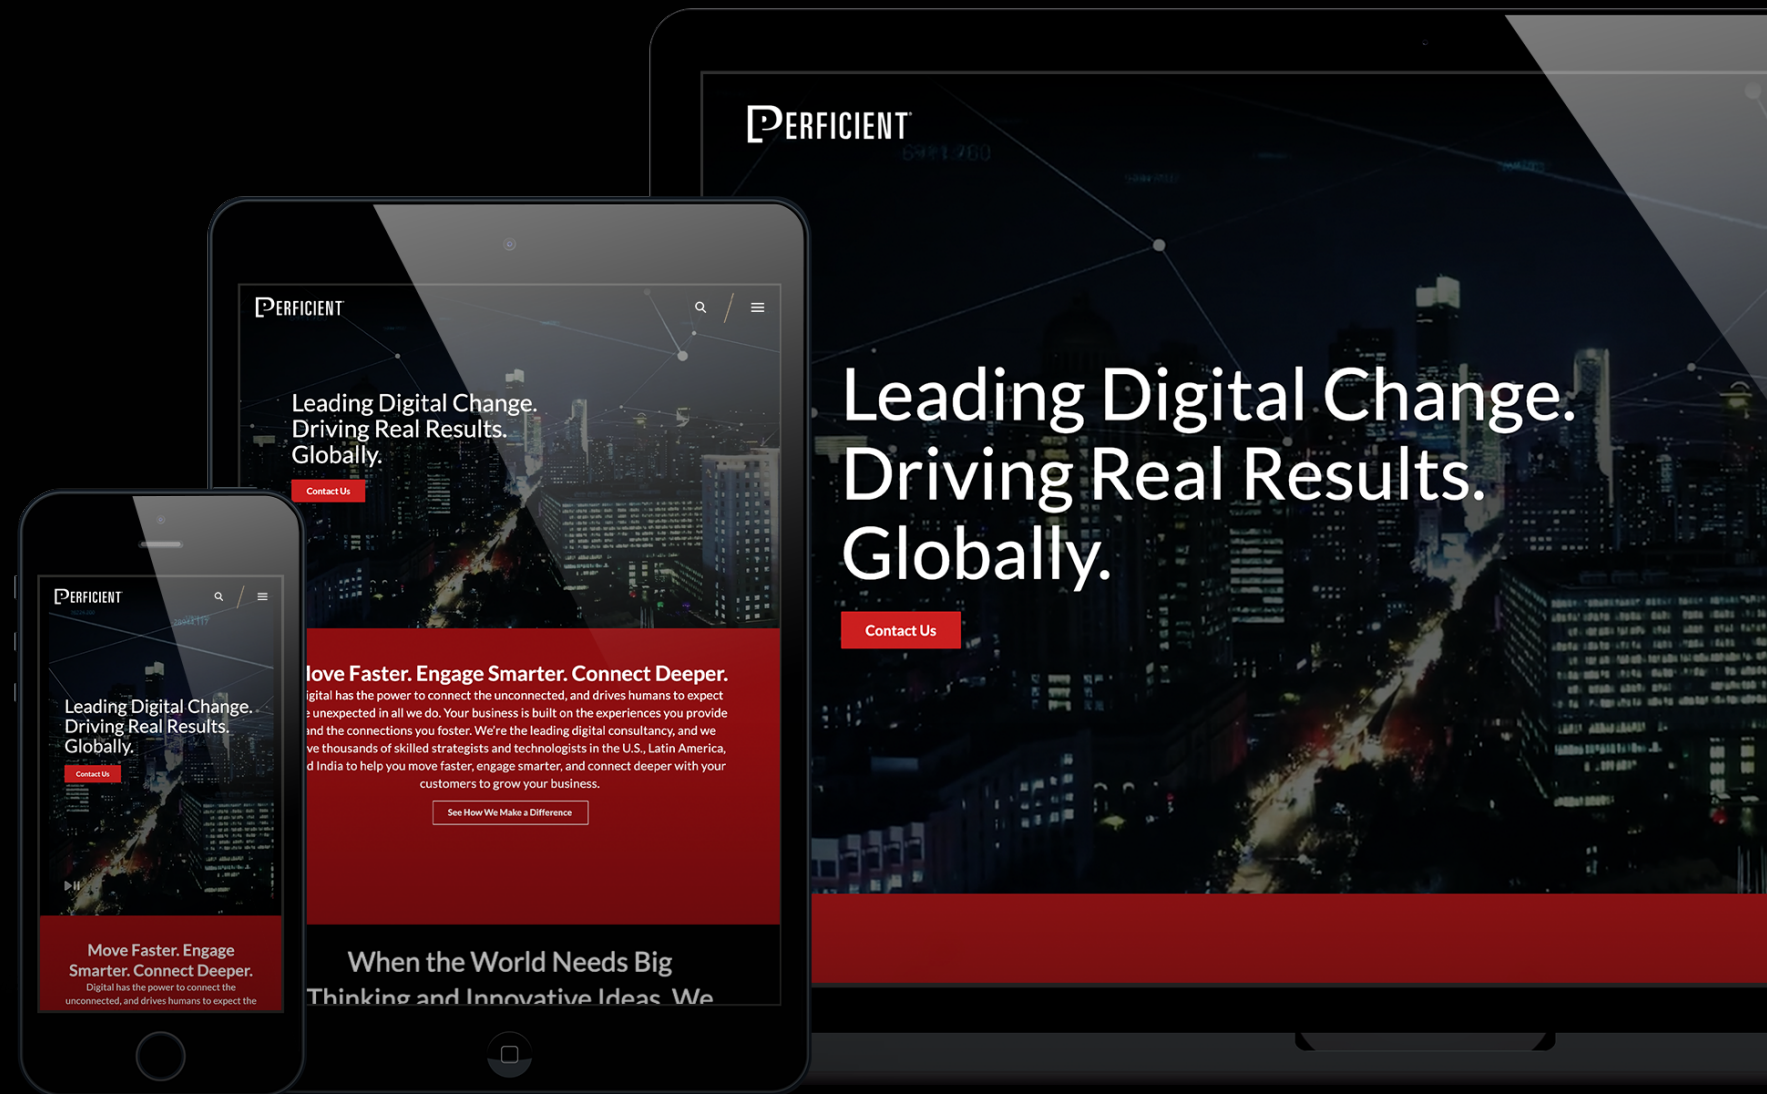 PERFICIENT
Leading Digital Change.
Driving Real Results.
Globally.
Contact Us
PERFICIENT
Leading Digital Change.
Driving Real Results.
Globally.
Contact Us
Move Faster. Engage Smarter. Connect Deeper.
has the power to connect the unconnected, and drives humans to expect
unexpected in all we do. Your business is built on the experiences you provide
and the connections you foster. We're the leading digital consultancy, and we
thousands of skilled strategists and technologists in the U.S., Latin America,
India to help you move faster, engage smarter, and connect deeper with your
customers to grow your business.
See How We Make a Difference
When the World Needs Big
Thinking and Innovative Ideas, We
PERFICIENT
Leading Digital Change.
Driving Real Results.
Globally.
Contact Us
Move Faster. Engage
Smarter. Connect Deeper.
Digital has the power to connect the
unconnected, and drives humans to expect the